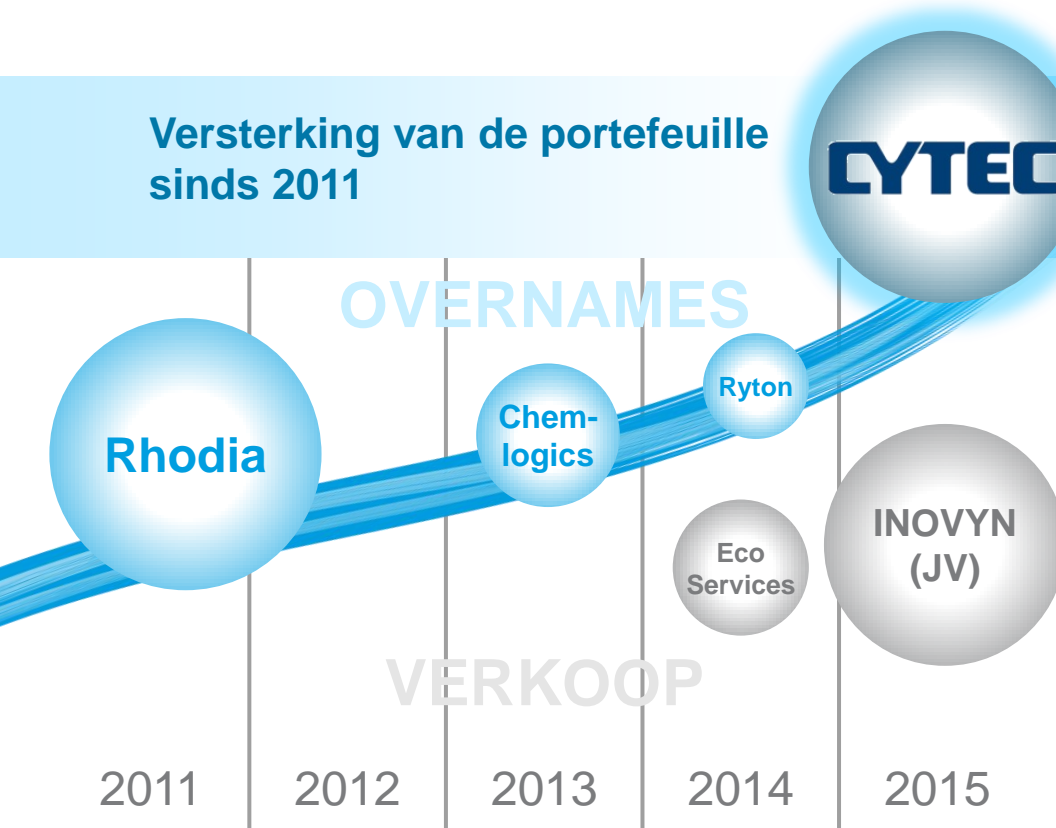 Versterking van de portefeuille
sinds 2011
CYTEC
OVERNAMES
Rhodia
Chem-
logics
Ryton
Eco
Services
INOVYN
(JV)
VERKOOP
2011 2012 2013 2014 2015